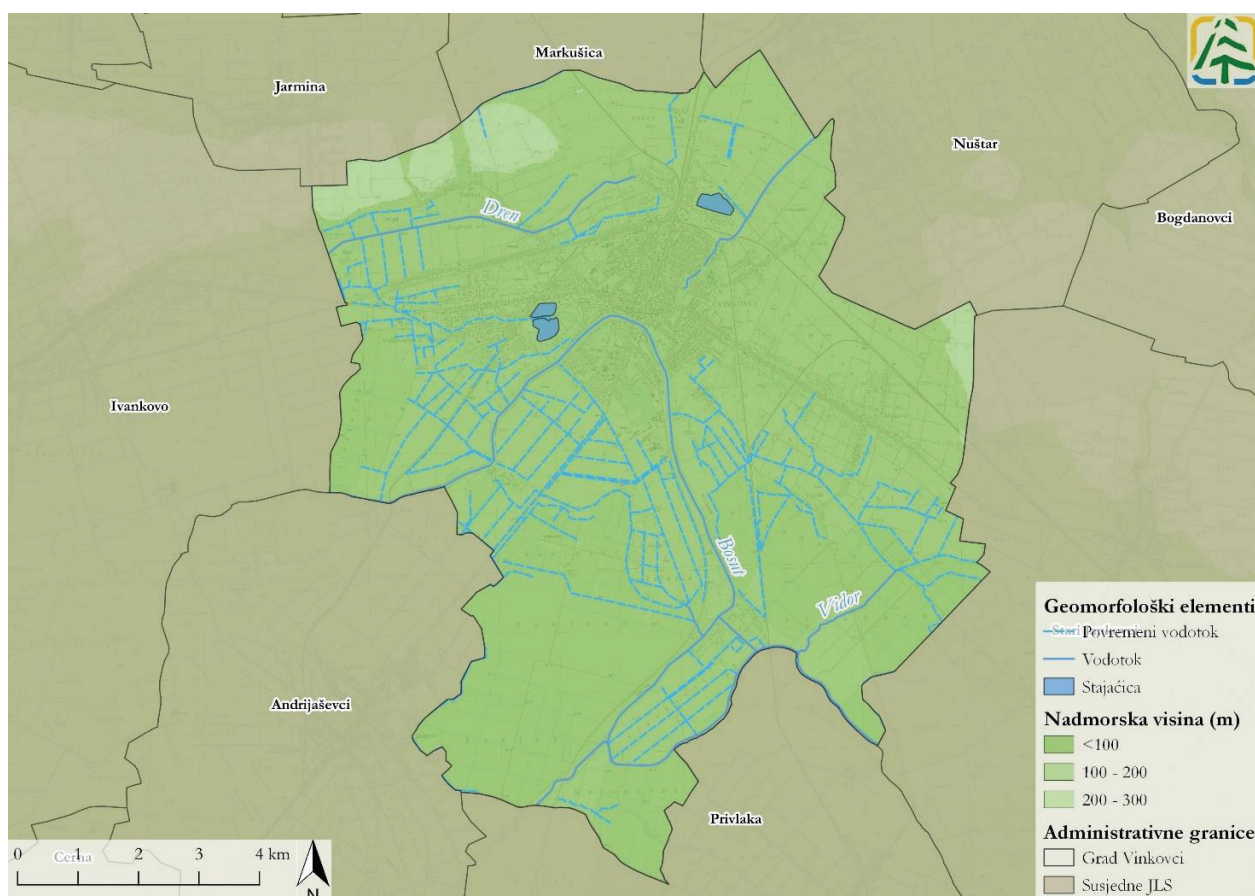 Markušica
Jarmina
Nuštar
Bogdanovci
Dren
VINKOVCI
Ivankovo
Bosut
Vidor
Andrijaševci
Privlaka
Cerna
0 1 2 3 4 km
N
Geomorfološki elementi
Povremeni vodotok
Vodotok
Stajaćica
Nadmorska visina (m)
<100
100 - 200
200 - 300
Administrativne granice
Grad Vinkovci
Susjedne JLS